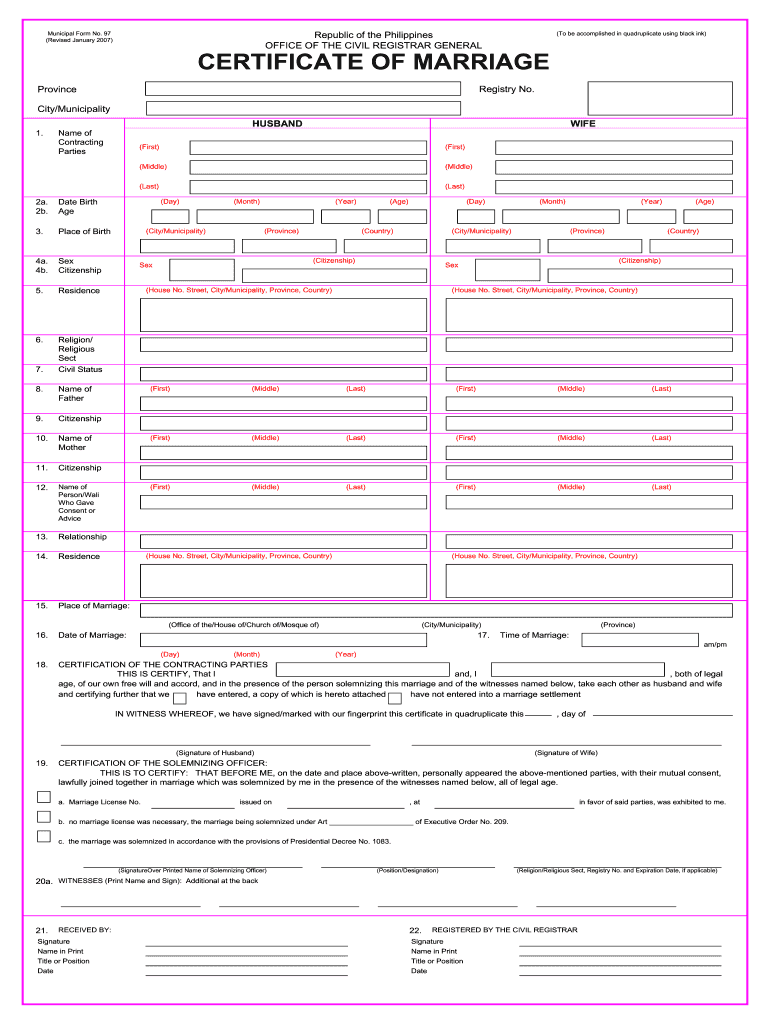 Municipal Form No. 97
(Revised January 2007)
Republic of the Philippines
OFFICE OF THE CIVIL REGISTRAR GENERAL
(To be accomplished in quadruplicate using black ink)
CERTIFICATE OF MARRIAGE
Province
Registry No.
City/Municipality
HUSBAND WIFE
1. Name of Contracting Parties
(First) (First)
(Middle) (Middle)
(Last) (Last)
2a. Date Birth (Day) (Month) (Year) (Age) (Day) (Month) (Year) (Age)
2b. Age
3. Place of Birth (City/Municipality) (Province) (Country) (City/Municipality) (Province) (Country)
4a. Sex Sex (Citizenship) Sex (Citizenship)
4b. Citizenship
5. Residence (House No. Street, City/Municipality, Province, Country) (House No. Street, City/Municipality, Province, Country)
6. Religion/
Religious
Sect
7. Civil Status
8. Name of (First) (Middle) (Last) (First) (Middle) (Last)
Father
9. Citizenship
10. Name of (First) (Middle) (Last) (First) (Middle) (Last)
Mother
11. Citizenship
12. Name of (First) (Middle) (Last) (First) (Middle) (Last)
Person/Wali
Who Gave
Consent or
Advice
13. Relationship
14. Residence (House No. Street, City/Municipality, Province, Country) (House No. Street, City/Municipality, Province, Country)
15. Place of Marriage:
(Office of the/House of/Church of/Mosque of) (City/Municipality) (Province)
16. Date of Marriage: 17. Time of Marriage:
am/pm
(Day) (Month) (Year)
18. CERTIFICATION OF THE CONTRACTING PARTIES
THIS IS CERTIFY, That I and, I , both of legal
age, of our own free will and accord, and in the presence of the person solemnizing this marriage and of the witnesses named below, take each other as husband and wife
and certifying further that we have entered, a copy of which is hereto attached have not entered into a marriage settlement
IN WITNESS WHEREOF, we have signed/marked with our fingerprint this certificate in quadruplicate this , day of
(Signature of Husband) (Signature of Wife)
19. CERTIFICATION OF THE SOLEMNIZING OFFICER:
THIS IS TO CERTIFY: THAT BEFORE ME, on the date and place above-written, personally appeared the above-mentioned parties, with their mutual consent,
lawfully joined together in marriage which was solemnized by me in the presence of the witnesses named below, all of legal age.
a. Marriage License No. issued on , at in favor of said parties, was exhibited to me.
b. no marriage license was necessary, the marriage being solemnized under Art ____________________ of Executive Order No. 209.
c. the marriage was solemnized in accordance with the provisions of Presidential Decree No. 1083.
(SignatureOver Printed Name of Solemnizing Officer) (Position/Designation) (Religion/Religious Sect, Registry No. and Expiration Date, if applicable)
20a. WITNESSES (Print Name and Sign): Additional at the back
21. RECEIVED BY: 22. REGISTERED BY THE CIVIL REGISTRAR
Signature Signature
Name in Print Name in Print
Title or Position Title or Position
Date Date